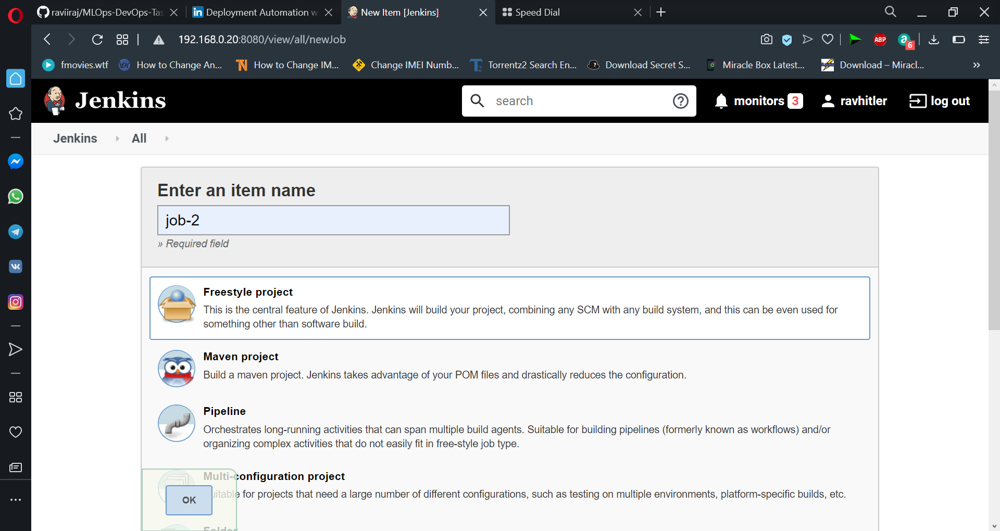 raviiraj/MLOps-DevOps-Tas
Deployment Automation w
New Item [Jenkins]
Speed Dial
192.168.0.20:8080/view/all/newJob
ABP
a
6
fmovies.wtf
How to Change An...
How to Change IM...
Change IMEI Numb...
Torrentz2 Search En...
Download Secret S...
Miracle Box Latest...
Download – Miracl...
»
Jenkins
search
monitors 3
ravhitler
log out
Jenkins
All
Enter an item name
job-2
» Required field
Freestyle project
This is the central feature of Jenkins. Jenkins will build your project, combining any SCM with any build system, and this can be even used for
something other than software build.
Maven project
Build a maven project. Jenkins takes advantage of your POM files and drastically reduces the configuration.
Pipeline
Orchestrates long-running activities that can span multiple build agents. Suitable for building pipelines (formerly known as workflows) and/or
organizing complex activities that do not easily fit in free-style job type.
Multi-configuration project
uitable for projects that need a large number of different configurations, such as testing on multiple environments, platform-specific builds, etc.
OK
Folder